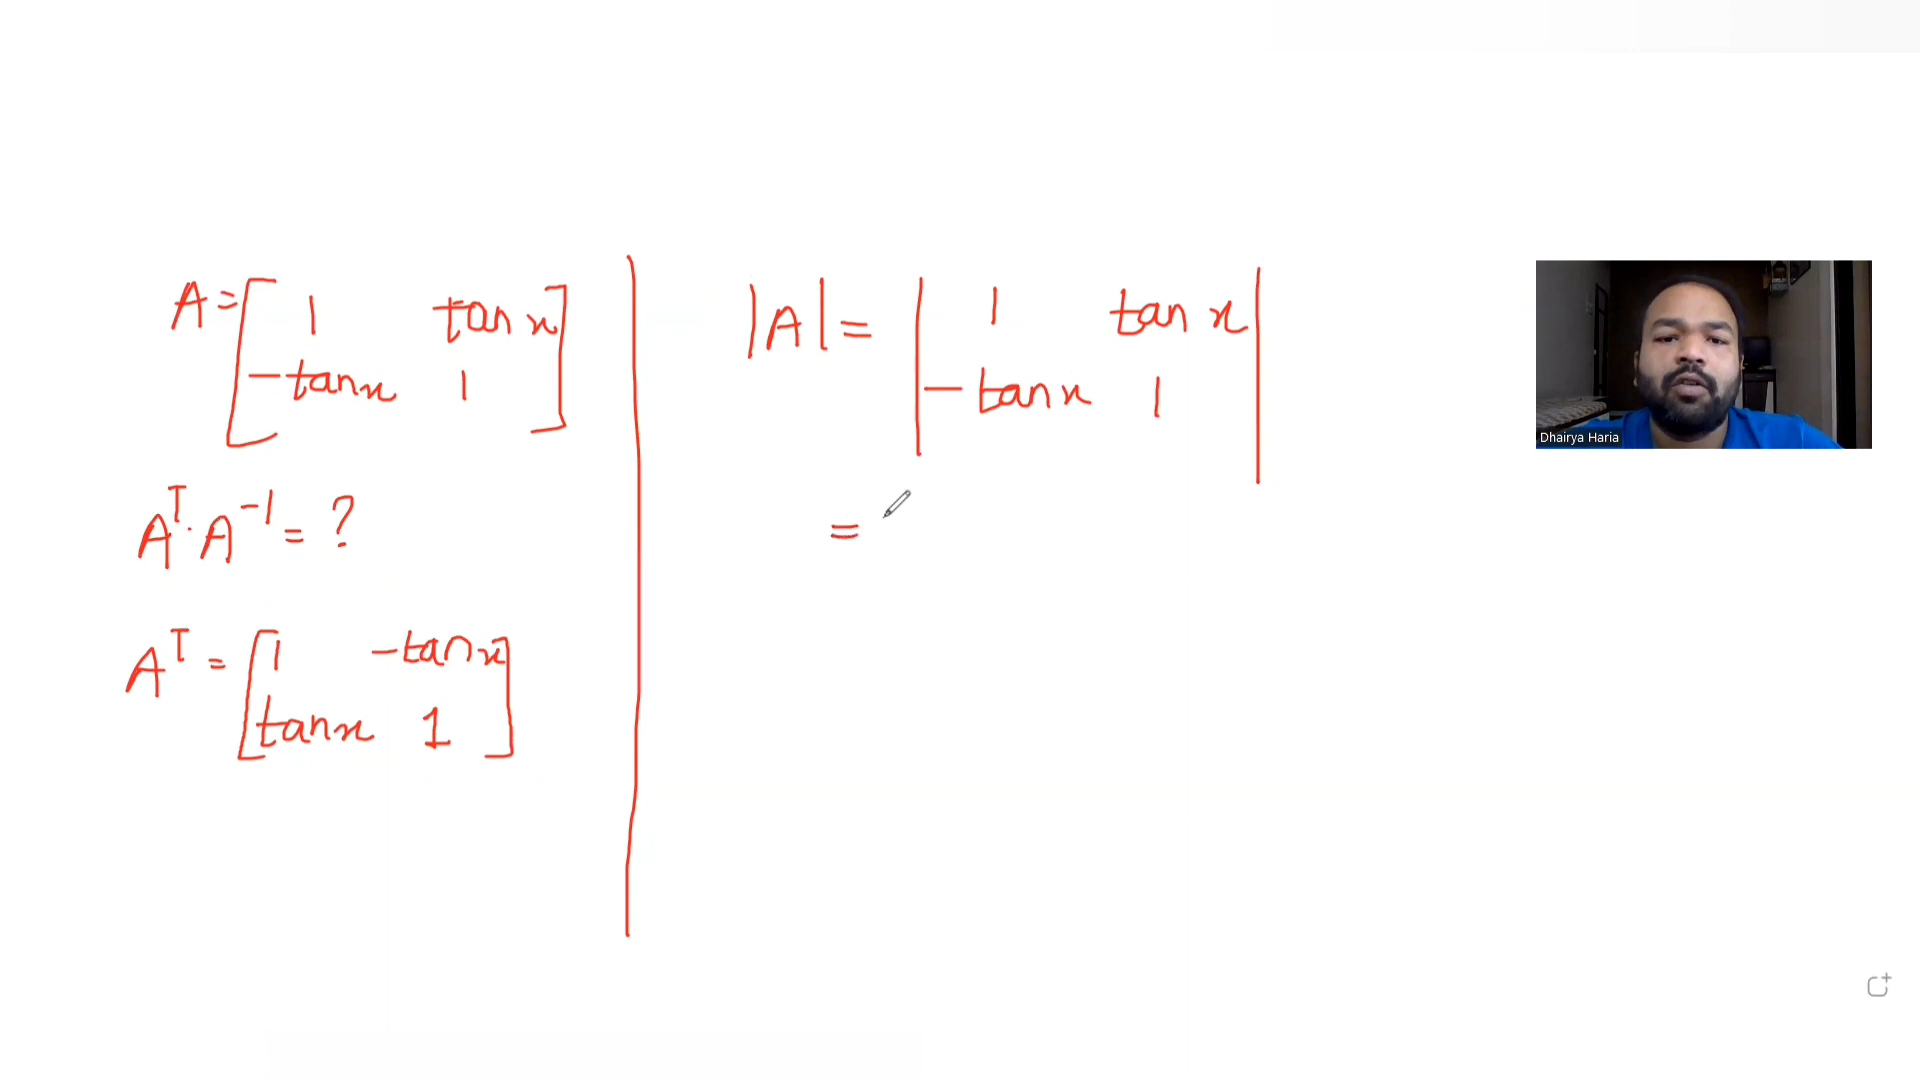 A = [ 1 tan x
-tan x 1 ]
A^T · A^-1 = ?
A^T = [ 1 -tan x
tan x 1 ]
|A| = | 1 tan x |
| -tan x 1 |
=
Dhairya Haria